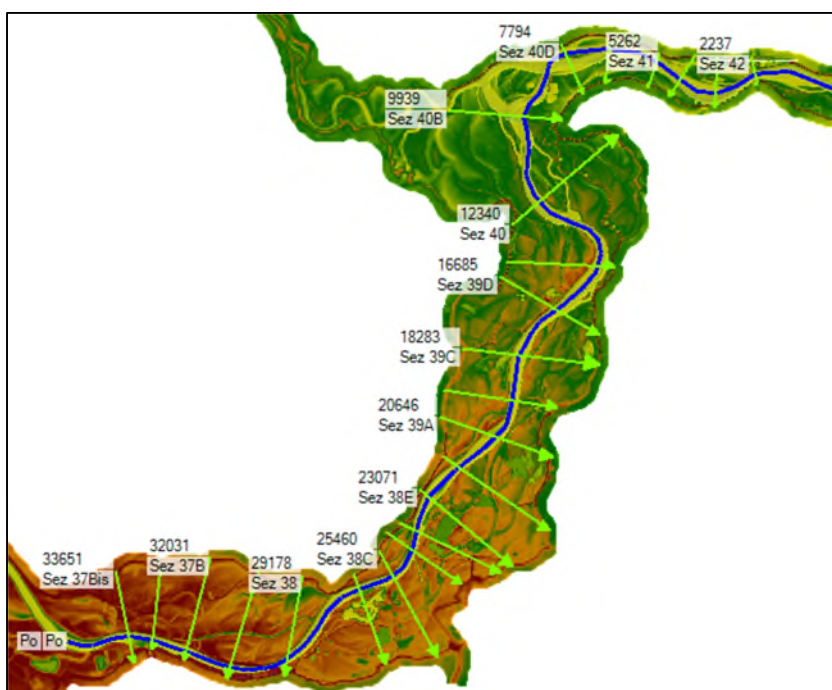 7794
Sez 40D
5262
Sez 41
2237
Sez 42
9939
Sez 40B
12340
Sez 40
16685
Sez 39D
18283
Sez 39C
20646
Sez 39A
23071
Sez 38E
25460
Sez 38C
29178
Sez 38
32031
Sez 37B
33651
Sez 37Bis
Po Po